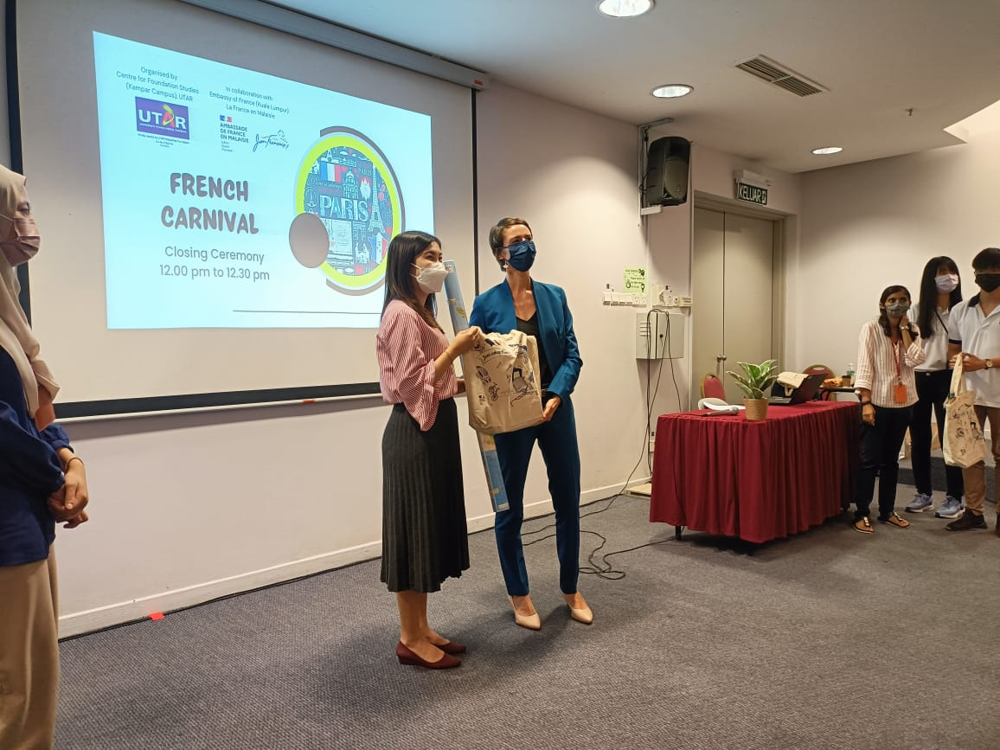 Organised by
Centre for Foundation Studies
(Kampar Campus), UTAR
UTAR
In collaboration with
Embassy of France (Kuala Lumpur)
La France en Malaisie
AMBASSADE
DE FRANCE
EN MALAISIE
FRENCH
CARNIVAL
Closing Ceremony
12.00 pm to 12.30 pm
PARIS
PARIS
KELUAR